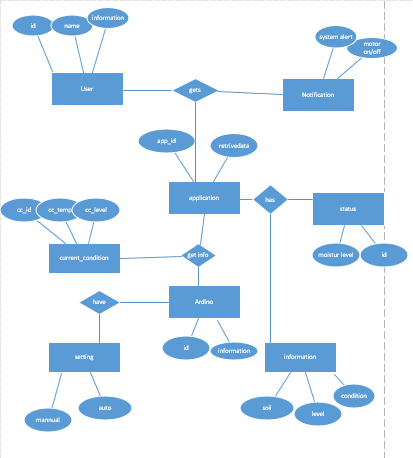 id
name
information
system alert
motor
on/off
User
gets
Notification
app_id
retrivedata
application
has
status
cc_id
cc_temp
cc_level
current_condition
get info
moistur level
id
have
Ardino
id
information
setting
information
mannual
auto
soil
level
condition